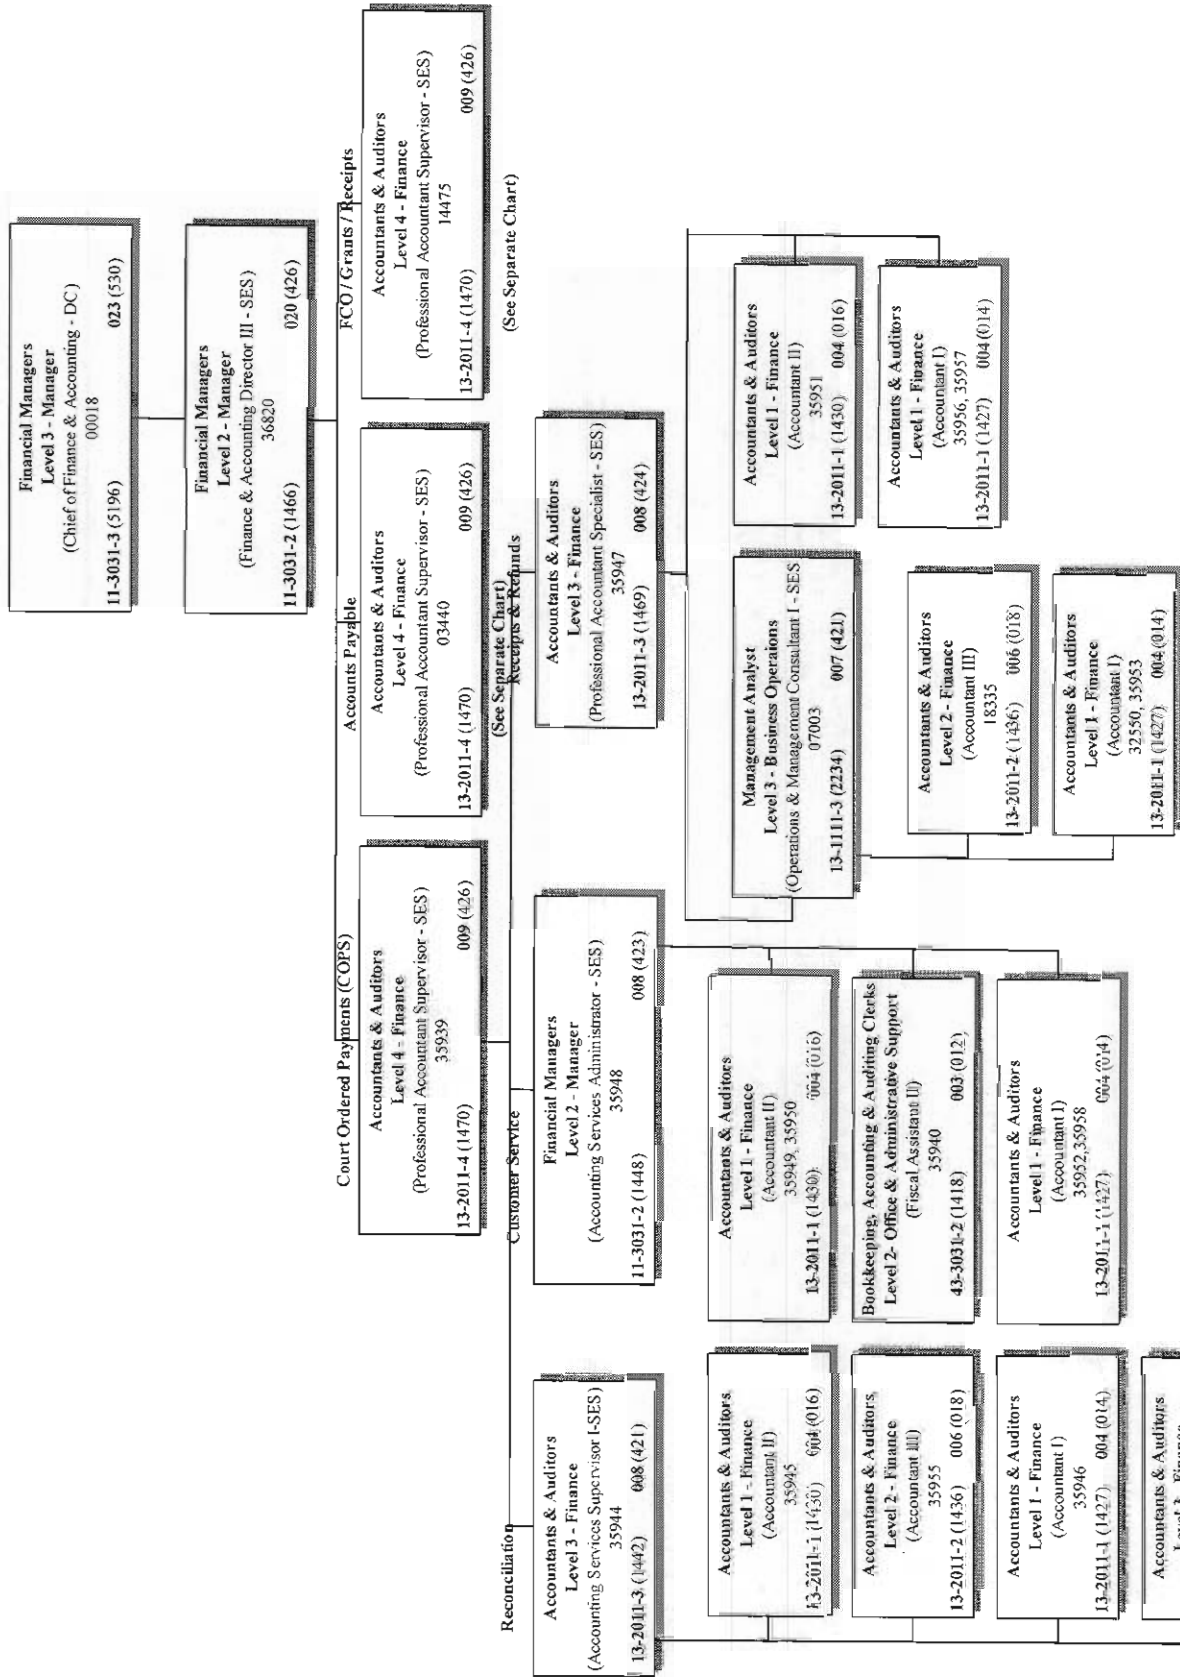 Financial Managers
Level 3 - Manager
(Chief of Finance & Accounting - DC)
00018
11-3031-3 (5196) 023 (530)
Financial Managers
Level 2 - Manager
(Finance & Accounting Director III - SES)
36820
11-3031-2 (1466) 020 (426)
Court Ordered Payments (COPS)
Accountants & Auditors
Level 4 - Finance
(Professional Accountant Supervisor - SES)
35939
13-2011-4 (1470) 009 (426)
Accounts Payable
Accountants & Auditors
Level 4 - Finance
(Professional Accountant Supervisor - SES)
03440
13-2011-4 (1470) 009 (426)
(See Separate Chart)
FCO / Grants / Receipts
Accountants & Auditors
Level 4 - Finance
(Professional Accountant Supervisor - SES)
14475
13-2011-4 (1470) 009 (426)
(See Separate Chart)
Reconciliation
Accountants & Auditors
Level 3 - Finance
(Accounting Services Supervisor I-SES)
35944
13-2011-3 (1442) 008 (421)
Customer Service
Financial Managers
Level 2 - Manager
(Accounting Services Administrator - SES)
35948
11-3031-2 (1448) 008 (423)
Receipts & Refunds
Accountants & Auditors
Level 3 - Finance
(Professional Accountant Specialist - SES)
35947
13-2011-3 (1469) 008 (424)
Accountants & Auditors
Level 1 - Finance
(Accountant II)
35945
13-2011-1 (1430) 004 (016)
Accountants & Auditors
Level 2 - Finance
(Accountant III)
35955
13-2011-2 (1436) 006 (018)
Accountants & Auditors
Level 1 - Finance
(Accountant I)
35946
13-2011-1 (1427) 004 (014)
Accountants & Auditors
Accountants & Auditors
Level 1 - Finance
(Accountant II)
35949, 35950
13-2011-1 (1430) 004 (016)
Bookkeeping, Accounting & Auditing Clerks
Level 2- Office & Administrative Support
(Fiscal Assistant II)
35940
43-3031-2 (1418) 003 (012)
Accountants & Auditors
Level 1 - Finance
(Accountant I)
35952,35958
13-2011-1 (1427) 004 (014)
Management Analyst
Level 3 - Business Operaions
(Operations & Management Consultant I - SES
07003
13-1111-3 (2234) 007 (421)
Accountants & Auditors
Level 2 - Finance
(Accountant III)
18335
13-2011-2 (1436) 006 (018)
Accountants & Auditors
Level 1 - Finance
(Accountant I)
32550, 35953
13-2011-1 (1427) 004 (014)
Accountants & Auditors
Level 1 - Finance
(Accountant II)
35951
13-2011-1 (1430) 004 (016)
Accountants & Auditors
Level 1 - Finance
(Accountant I)
35956, 35957
13-2011-1 (1427) 004 (014)